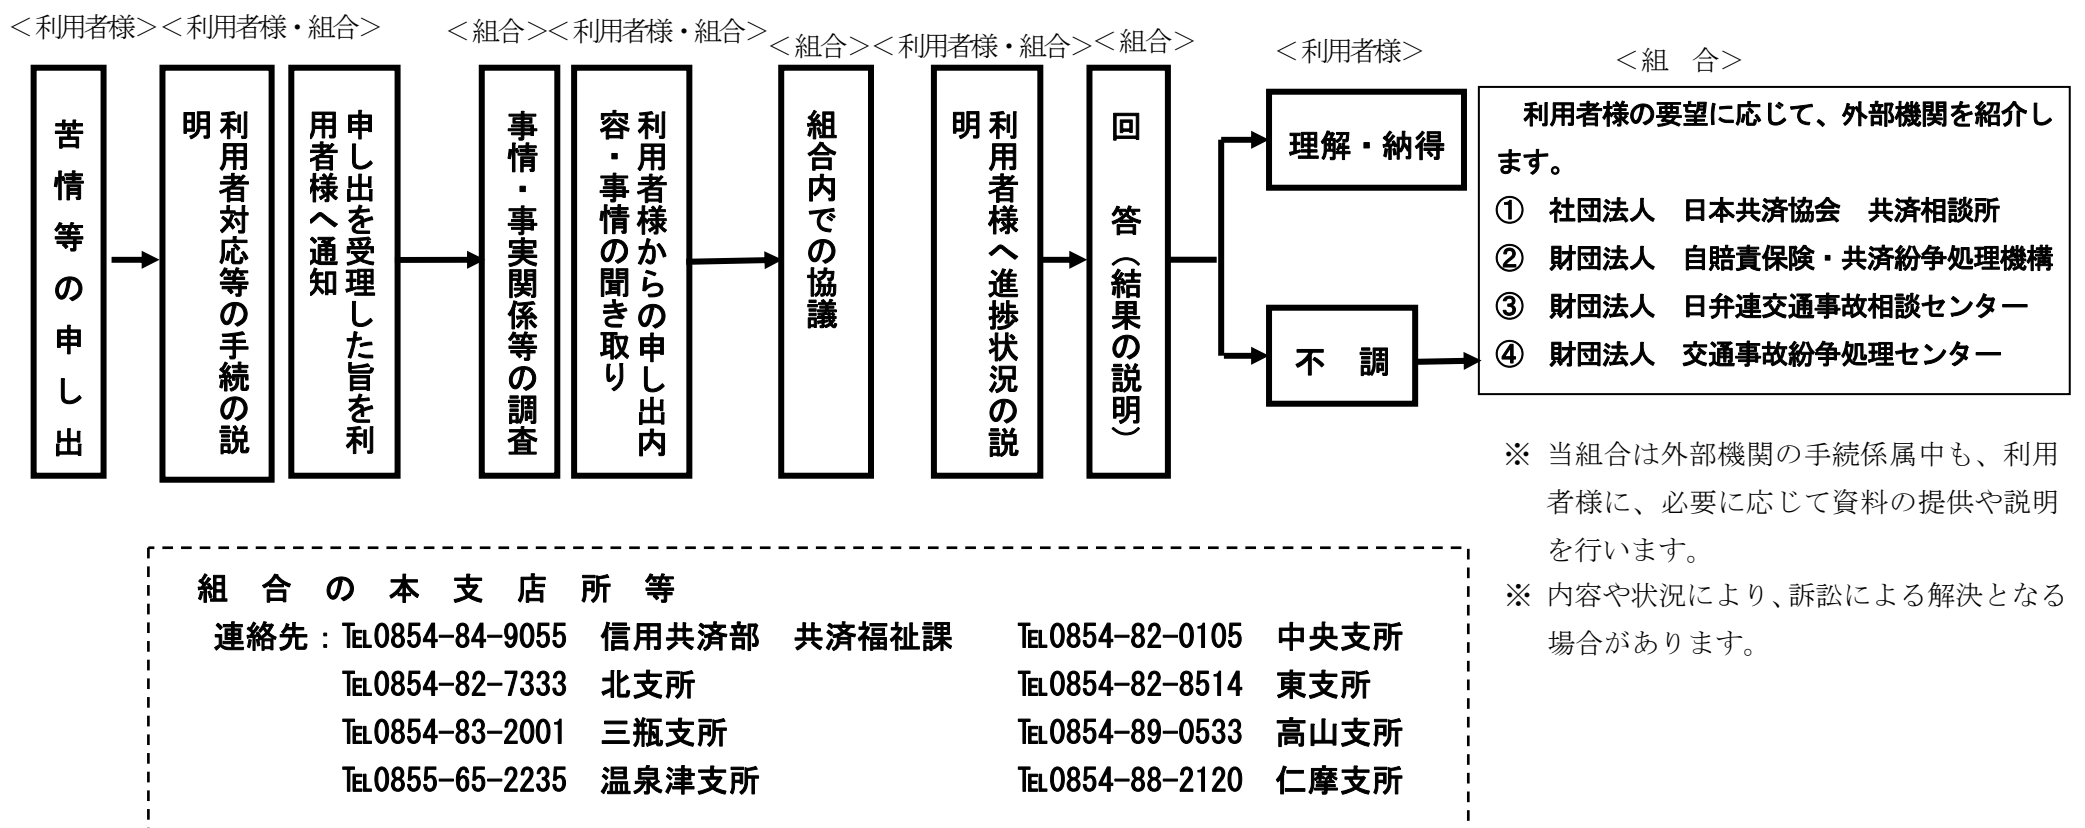 ＜利用者様＞＜利用者様・組合＞
＜組合＞＜利用者様・組合＞
＜組合＞＜利用者様・組合＞＜組合＞
＜利用者様＞
＜組　合＞
苦情等の申し出
利用者対応等の手続の説
明
申し出を受理した旨を利
用者様へ通知
事情・事実関係等の調査
利用者様からの申し出内
容・事情の聞き取り
組合内での協議
利用者様へ進捗状況の説
明
回　答（結果の説明）
理解・納得
不　調
利用者様の要望に応じて、外部機関を紹介し
ます。
①　社団法人　日本共済協会　共済相談所
②　財団法人　自賠責保険・共済紛争処理機構
③　財団法人　日弁連交通事故相談センター
④　財団法人　交通事故紛争処理センター
※ 当組合は外部機関の手続係属中も、利用
者様に、必要に応じて資料の提供や説明
を行います。
※ 内容や状況により、訴訟による解決となる
場合があります。
組　合　の　本　支　店　所　等
連絡先：℡0854-84-9055　信用共済部　共済福祉課　℡0854-82-0105　中央支所
℡0854-82-7333　北支所　℡0854-82-8514　東支所
℡0854-83-2001　三瓶支所　℡0854-89-0533　高山支所
℡0855-65-2235　温泉津支所　℡0854-88-2120　仁摩支所